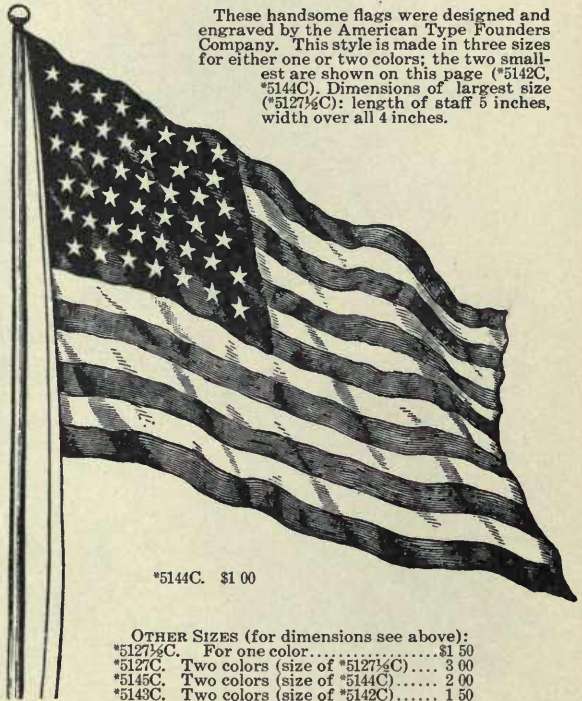 These handsome flags were designed and
engraved by the American Type Founders
Company. This style is made in three sizes
for either one or two colors; the two small-
est are shown on this page (*5142C,
*5144C). Dimensions of largest size
(*5127½C): length of staff 5 inches,
width over all 4 inches.
*5144C. $1 00
OTHER SIZES (for dimensions see above):
*5127½C. For one color..................$1 50
*5127C. Two colors (size of *5127½C).... 3 00
*5145C. Two colors (size of *5144C)...... 2 00
*5143C. Two colors (size of *5142C)...... 1 50